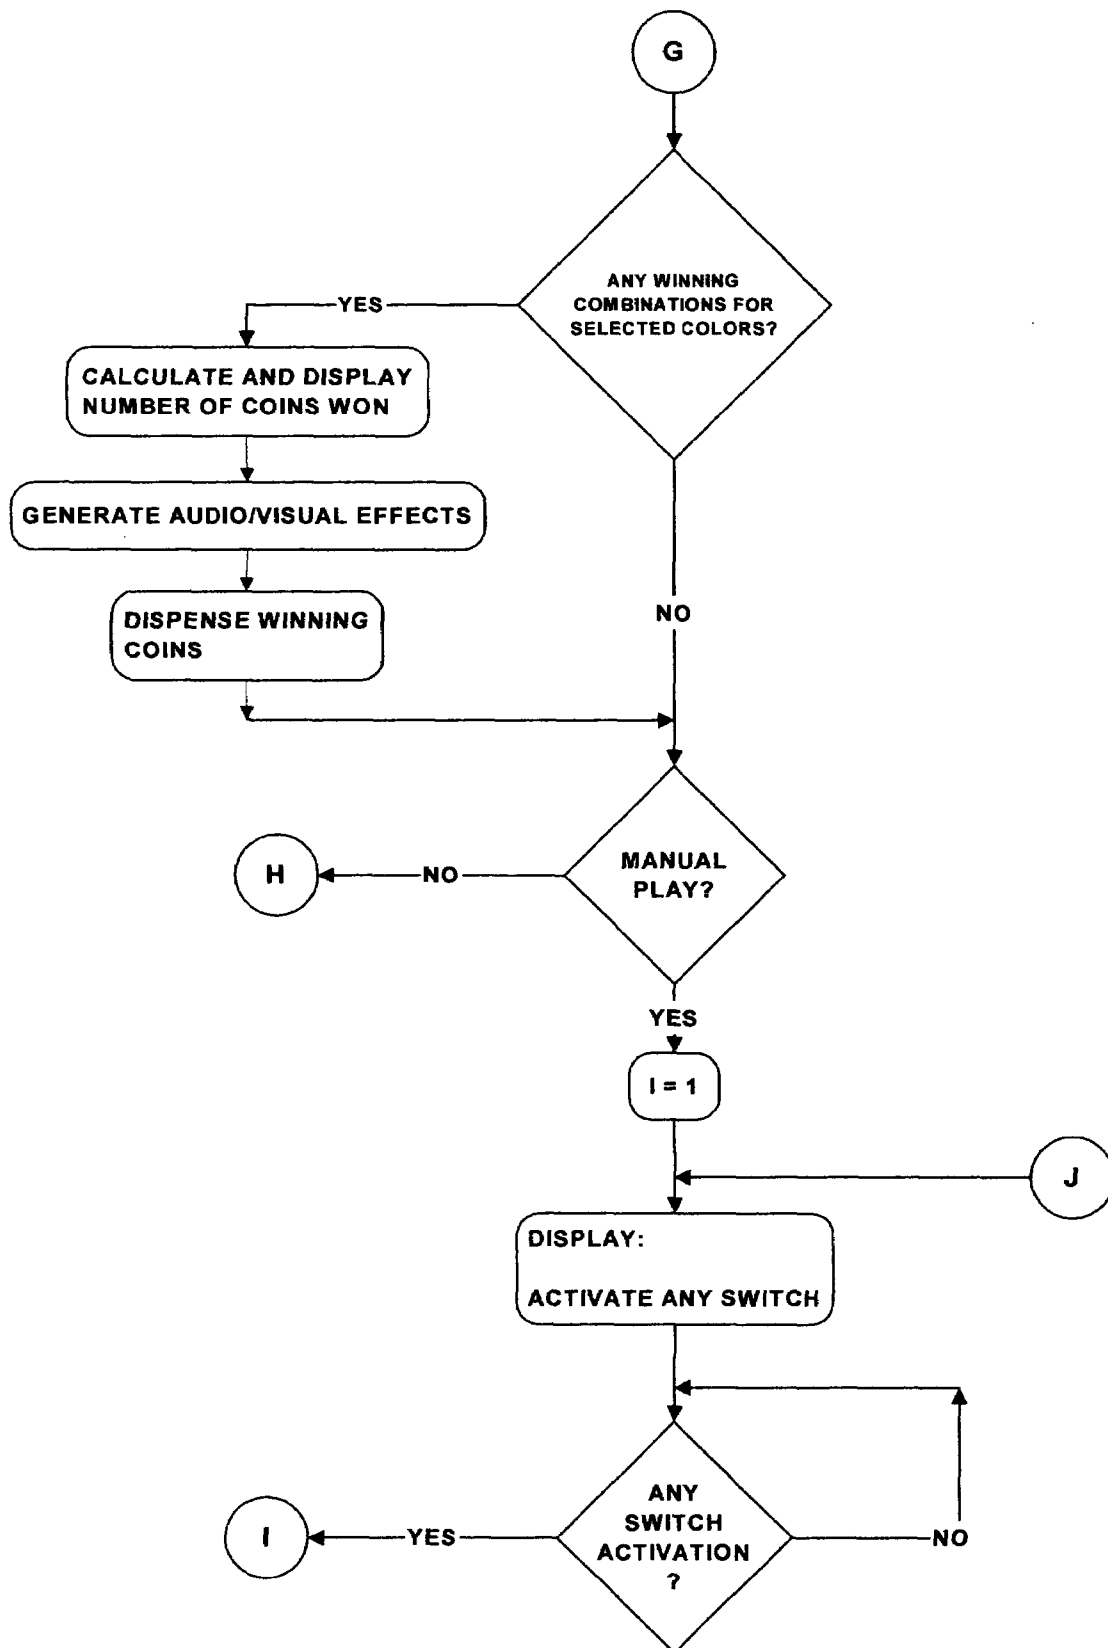 G
ANY WINNING
COMBINATIONS FOR
SELECTED COLORS?
YES
CALCULATE AND DISPLAY
NUMBER OF COINS WON
GENERATE AUDIO/VISUAL EFFECTS
DISPENSE WINNING
COINS
NO
MANUAL
PLAY?
NO
H
YES
I = 1
J
DISPLAY:
ACTIVATE ANY SWITCH
ANY
SWITCH
ACTIVATION
?
YES
I
NO